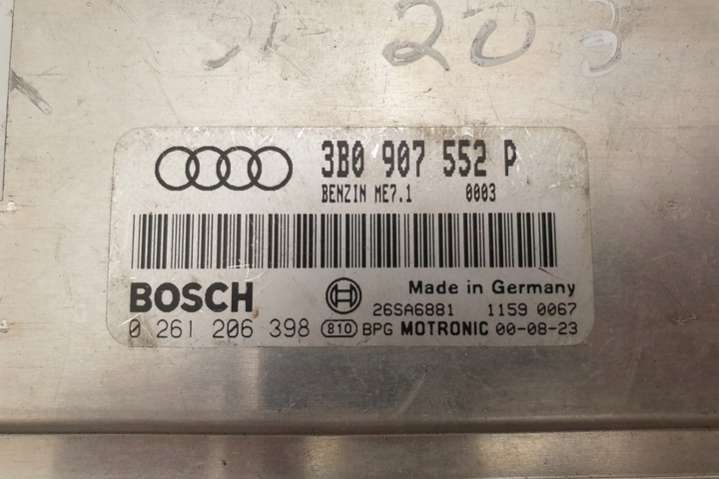 203
3B0 907 552 P
BENZIN ME7.1 0003
BOSCH
Made in Germany
26SA6881 1159 0067
0 261 206 398 810 BPG MOTRONIC 00-08-23